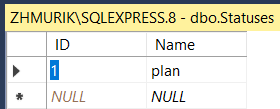 ZHMURIK\SQLEXPRESS.8 - dbo.Statuses
ID Name
1 plan
NULL NULL